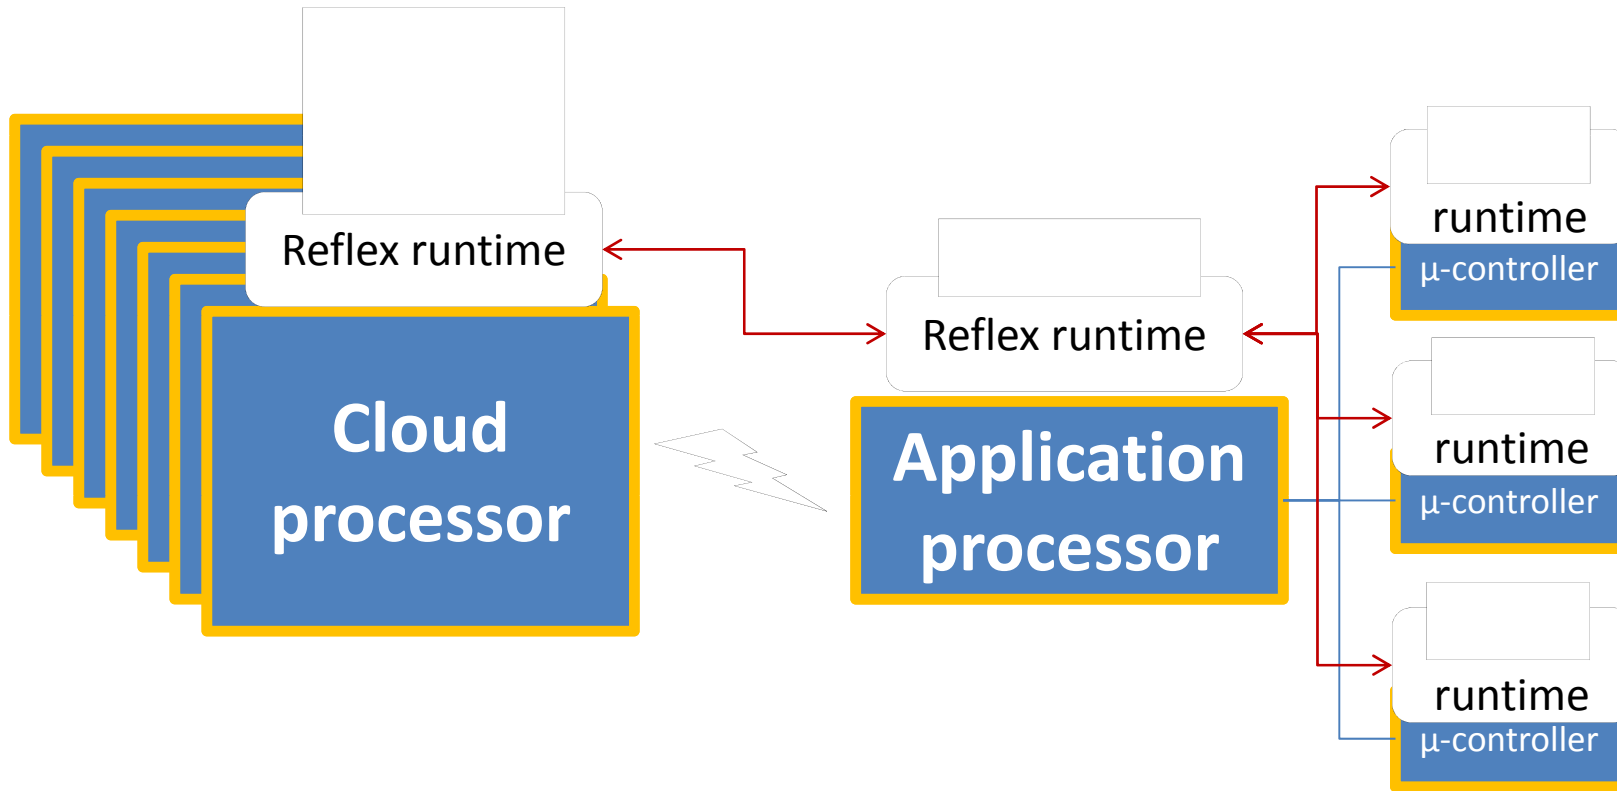 Reflex runtime
Cloud
processor
Reflex runtime
Application
processor
runtime
μ-controller
runtime
μ-controller
runtime
μ-controller